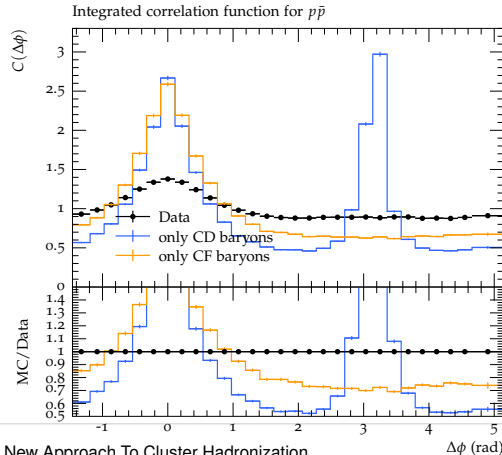 Integrated correlation function for pp̄
C(Δϕ)
3
2.5
2
1.5
1
0.5
0
Data
only CD baryons
only CF baryons
MC/Data
1.4
1.3
1.2
1.1
1
0.9
0.8
0.7
0.6
0.5
-1 0 1 2 3 4 5
Δϕ (rad)
New Approach To Cluster Hadronization